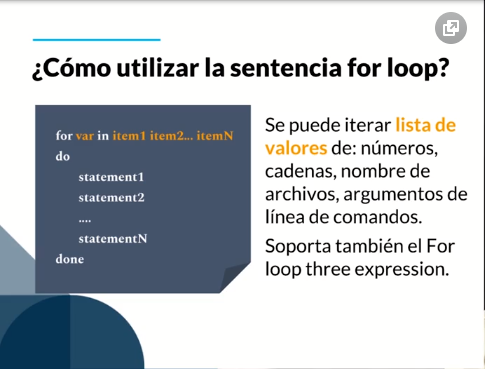 ¿Cómo utilizar la sentencia for loop?
for var in item1 item2... itemN
do
statement1
statement2
....
statementN
done
Se puede iterar lista de
valores de: números,
cadenas, nombre de
archivos, argumentos de
línea de comandos.
Soporta también el For
loop three expression.